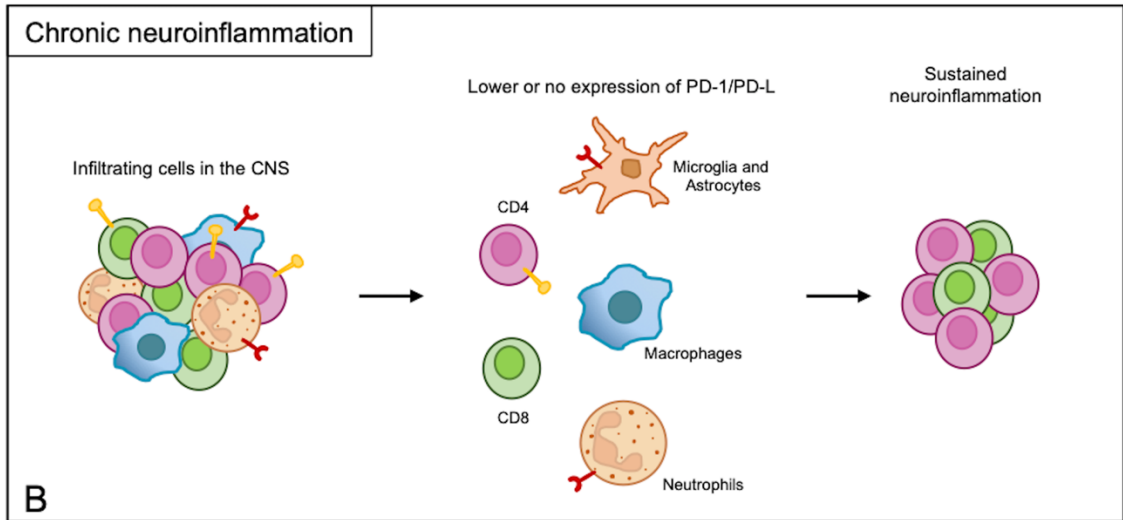 Chronic neuroinflammation
Infiltrating cells in the CNS
Lower or no expression of PD-1/PD-L
Microglia and
Astrocytes
CD4
Macrophages
CD8
Neutrophils
Sustained
neuroinflammation
B